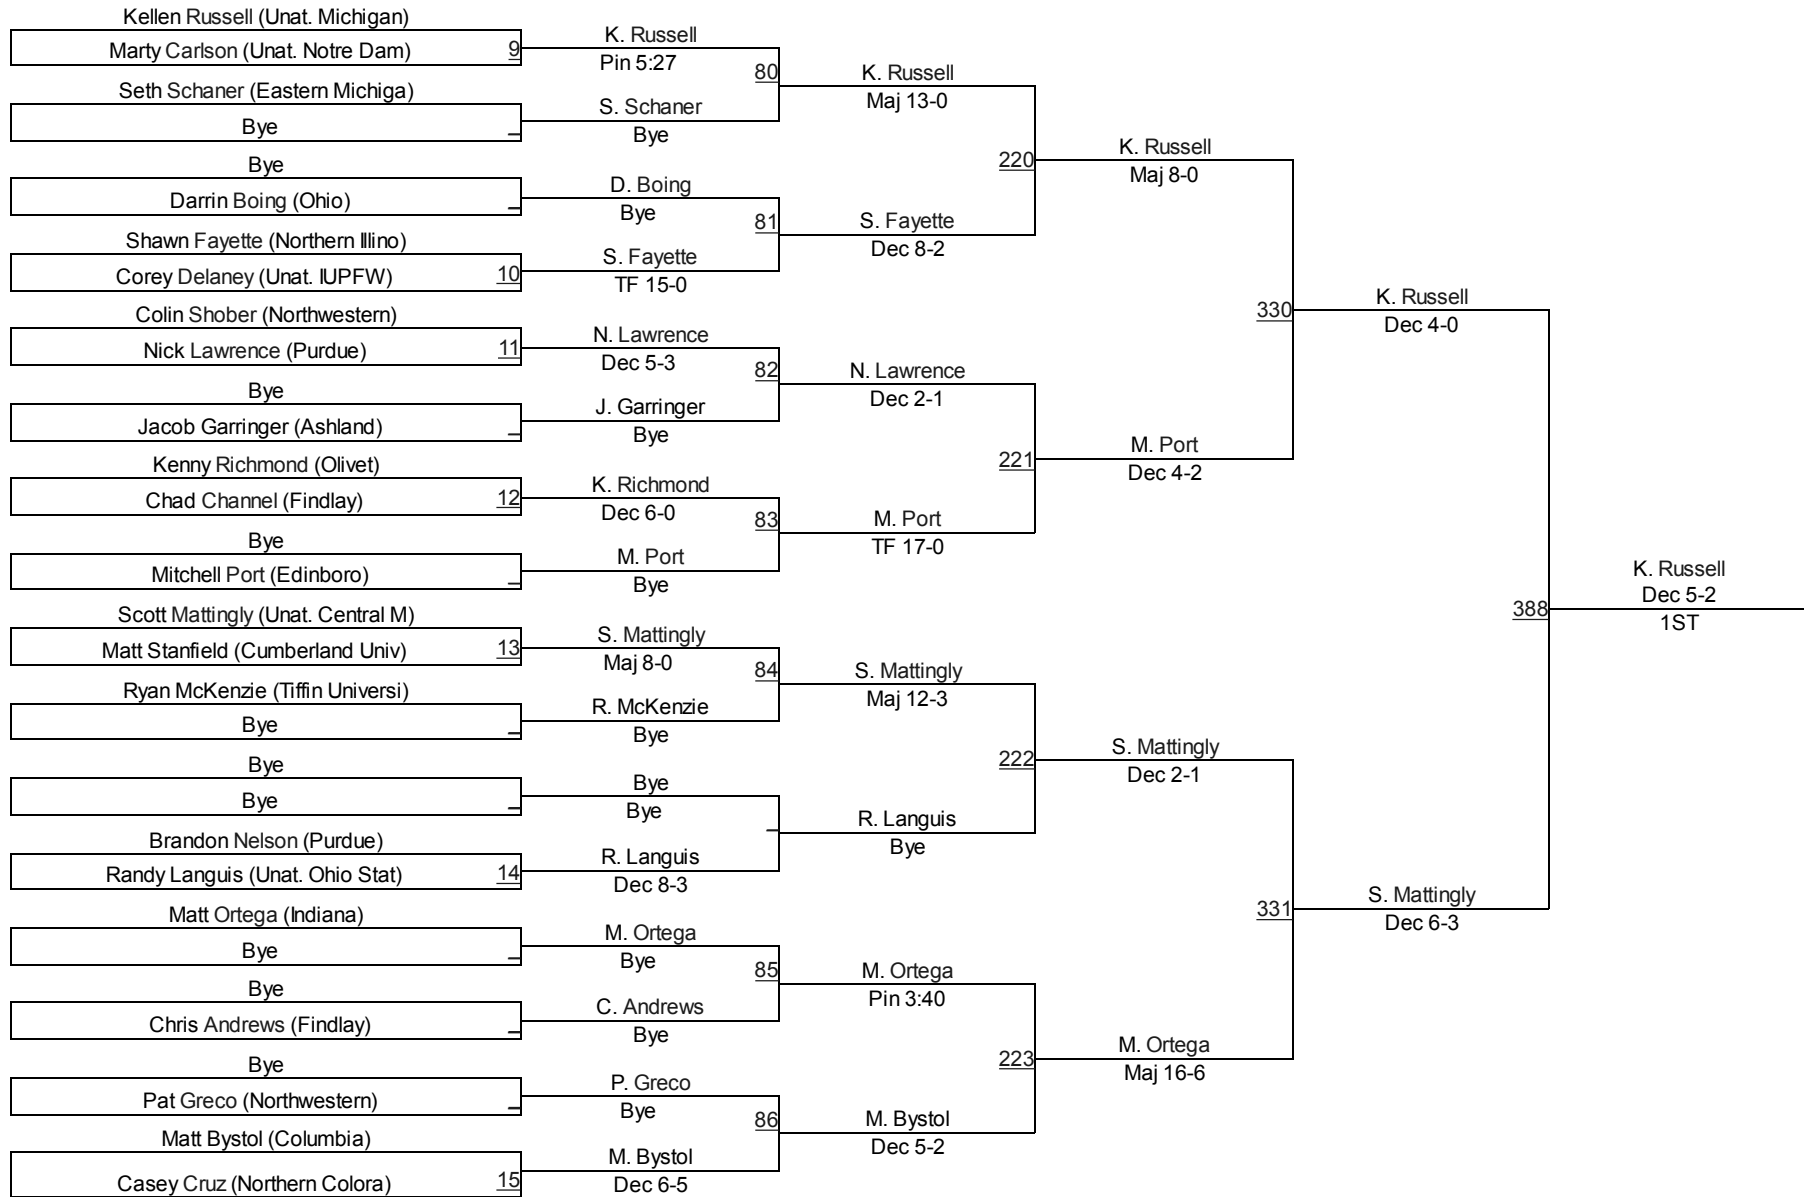 Kellen Russell (Unat. Michigan)
Marty Carlson (Unat. Notre Dam) 9
Seth Schaner (Eastern Michiga)
Bye _
Bye
Darrin Boing (Ohio) _
Shawn Fayette (Northern Illino)
Corey Delaney (Unat. IUPFW) 10
Colin Shober (Northwestern)
Nick Lawrence (Purdue) 11
Bye
Jacob Garringer (Ashland) _
Kenny Richmond (Olivet)
Chad Channel (Findlay) 12
Bye
Mitchell Port (Edinboro) _
Scott Mattingly (Unat. Central M)
Matt Stanfield (Cumberland Univ) 13
Ryan McKenzie (Tiffin Universi)
Bye _
Bye
Bye _
Brandon Nelson (Purdue)
Randy Languis (Unat. Ohio Stat) 14
Matt Ortega (Indiana)
Bye _
Bye
Chris Andrews (Findlay) _
Bye
Pat Greco (Northwestern) _
Matt Bystol (Columbia)
Casey Cruz (Northern Colora) 15
K. Russell
Pin 5:27
80
S. Schaner
Bye
D. Boing
Bye
81
S. Fayette
TF 15-0
N. Lawrence
Dec 5-3
82
J. Garringer
Bye
K. Richmond
Dec 6-0
83
M. Port
Bye
S. Mattingly
Maj 8-0
84
R. McKenzie
Bye
Bye
Bye
_
R. Languis
Dec 8-3
M. Ortega
Bye
85
C. Andrews
Bye
P. Greco
Bye
86
M. Bystol
Dec 6-5
K. Russell
Maj 13-0
220
S. Fayette
Dec 8-2
N. Lawrence
Dec 2-1
221
M. Port
TF 17-0
S. Mattingly
Maj 12-3
222
R. Languis
Bye
M. Ortega
Pin 3:40
223
M. Bystol
Dec 5-2
K. Russell
Maj 8-0
330
M. Port
Dec 4-2
S. Mattingly
Dec 2-1
331
M. Ortega
Maj 16-6
K. Russell
Dec 4-0
388
S. Mattingly
Dec 6-3
K. Russell
Dec 5-2
1ST